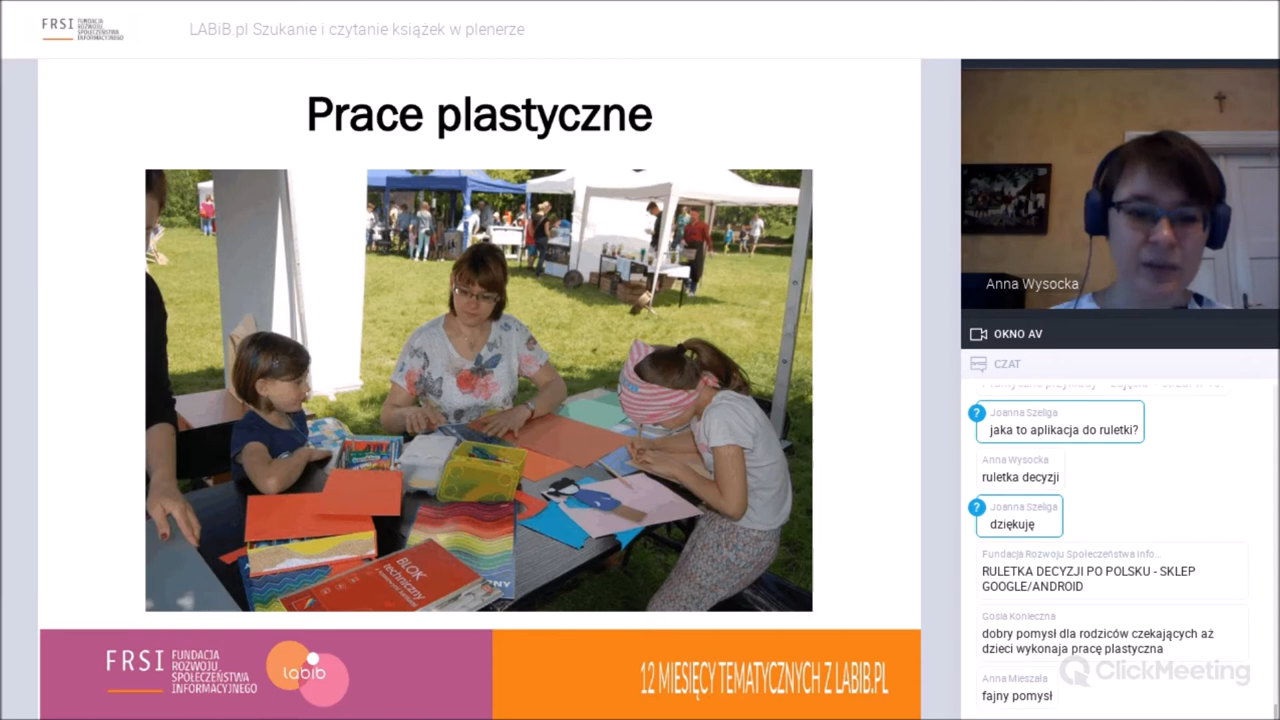 FRSI FUNDACJA
ROZWOJU
SPOŁECZEŃSTWA
INFORMACYJNEGO
LABiB.pl Szukanie i czytanie książek w plenerze
Prace plastyczne
BLOK
techniczny
FRSI FUNDACJA
ROZWOJU
SPOŁECZEŃSTWA
INFORMACYJNEGO
labib
12 MIESIĘCY TEMATYCZNYCH Z LABIB.PL
Anna Wysocka
OKNO AV
CZAT
? Joanna Szeliga
jaka to aplikacja do ruletki?
Anna Wysocka
ruletka decyzji
? Joanna Szeliga
dziękuję
Fundacja Rozwoju Społeczeństwa Info...
RULETKA DECYZJI PO POLSKU - SKLEP
GOOGLE/ANDROID
Gosia Konieczna
dobry pomysł dla rodziców czekających aż
dzieci wykonaja pracę plastyczna
Anna Mieszała
fajny pomysł
ClickMeeting